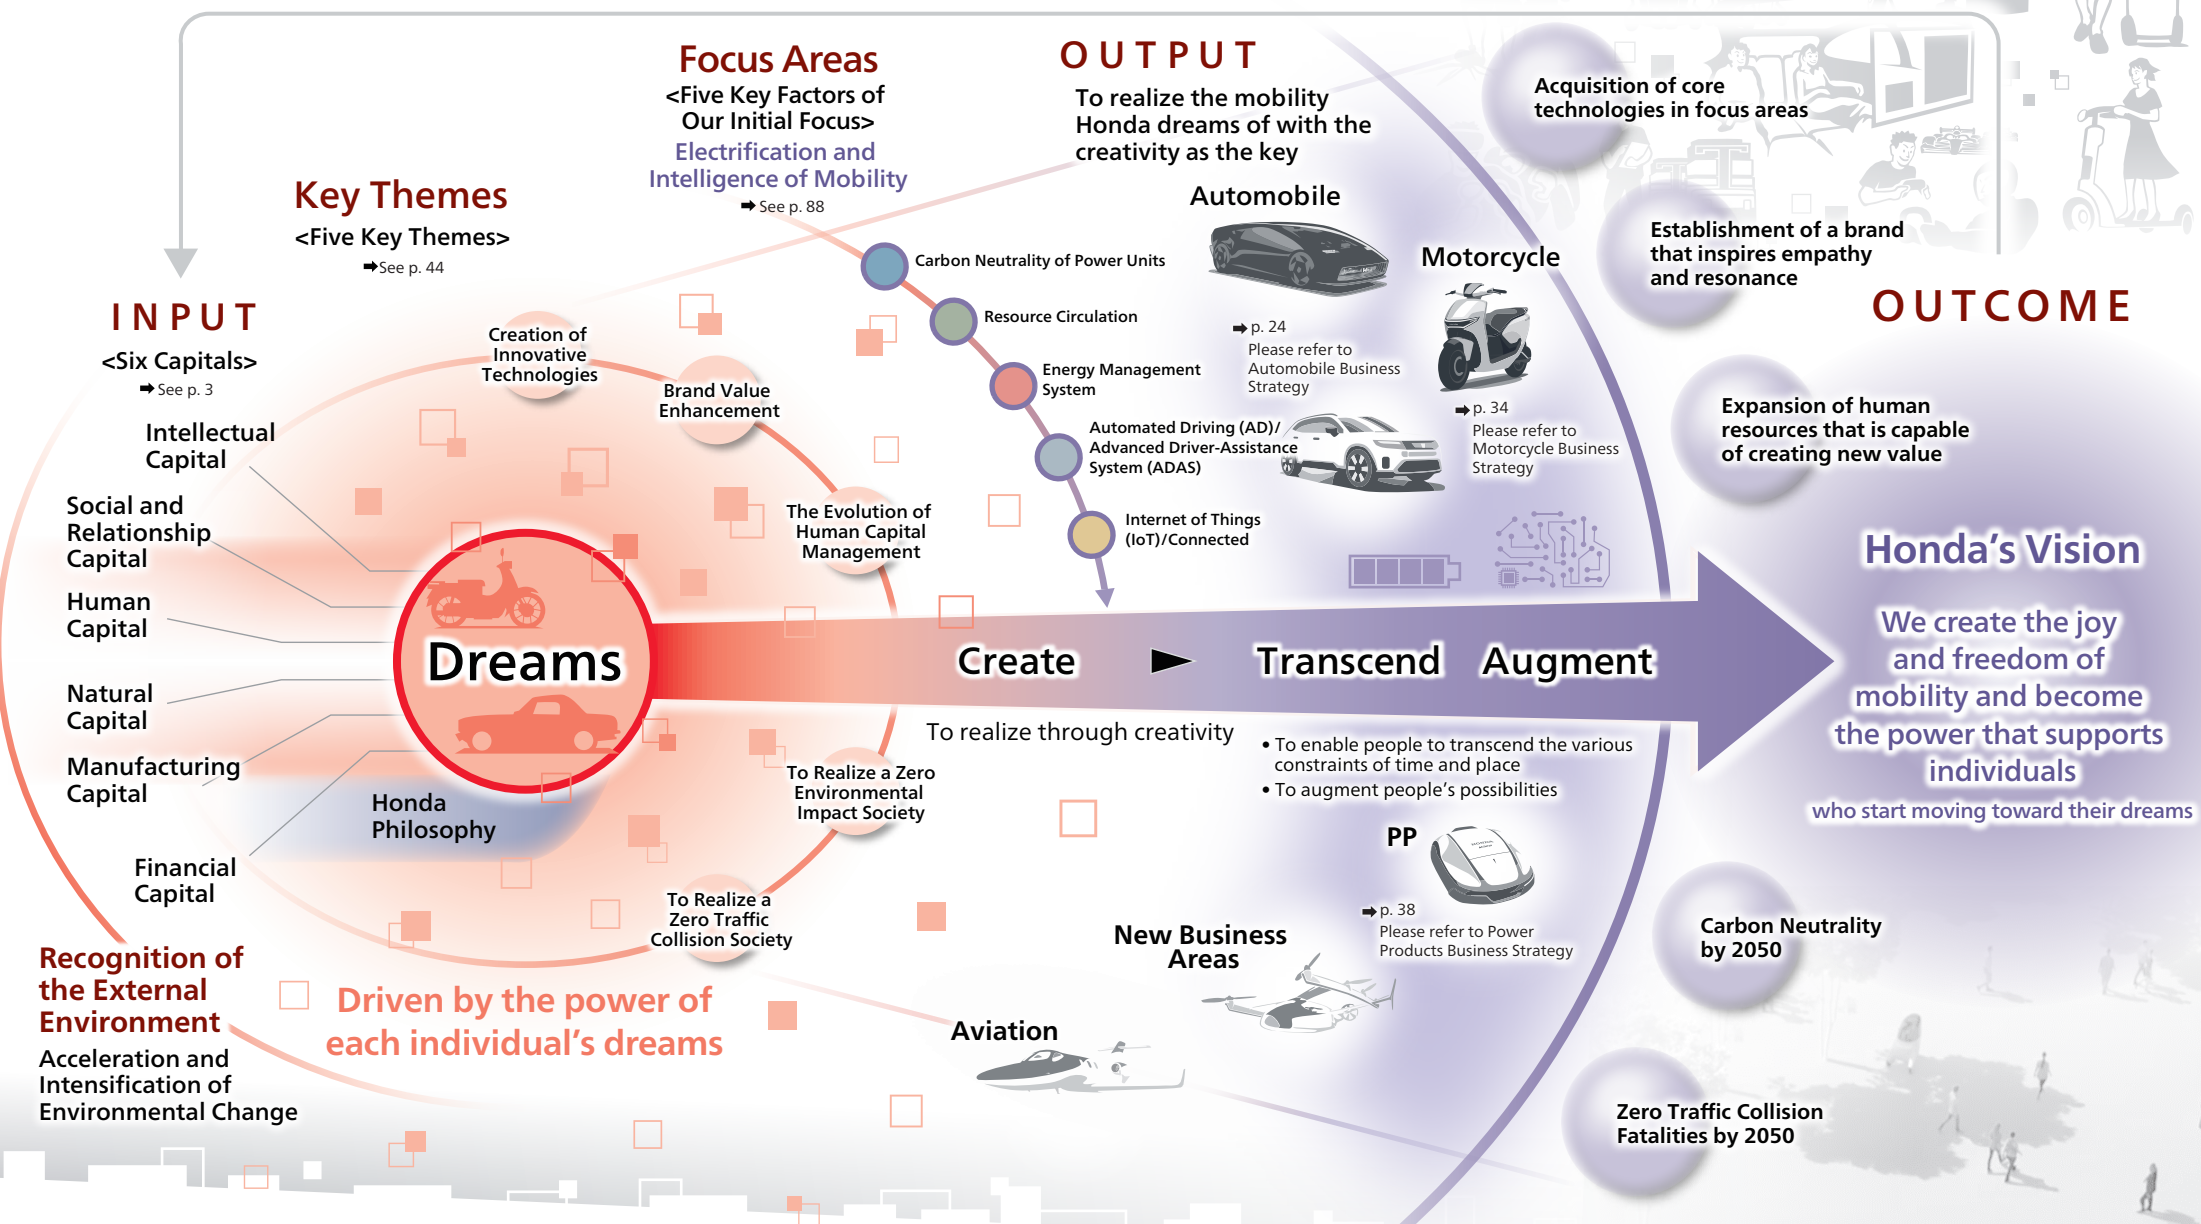 INPUT
<Six Capitals>
➡ See p. 3
Intellectual
Capital
Social and
Relationship
Capital
Human
Capital
Natural
Capital
Manufacturing
Capital
Financial
Capital
Honda
Philosophy
Recognition of
the External
Environment
Acceleration and
Intensification of
Environmental Change
Key Themes
<Five Key Themes>
➡See p. 44
Creation of
Innovative
Technologies
Brand Value
Enhancement
The Evolution of
Human Capital
Management
To Realize a Zero
Environmental
Impact Society
To Realize a
Zero Traffic
Collision Society
Dreams
Driven by the power of
each individual's dreams
Focus Areas
<Five Key Factors of
Our Initial Focus>
Electrification and
Intelligence of Mobility
➡ See p. 88
Carbon Neutrality of Power Units
Resource Circulation
Energy Management
System
Automated Driving (AD)/
Advanced Driver-Assistance
System (ADAS)
Internet of Things
(IoT)/Connected
Create ► Transcend Augment
To realize through creativity
• To enable people to transcend the various
constraints of time and place
• To augment people's possibilities
OUTPUT
To realize the mobility
Honda dreams of with the
creativity as the key
Automobile
➡ p. 24
Please refer to
Automobile Business
Strategy
Motorcycle
➡ p. 34
Please refer to
Motorcycle Business
Strategy
PP
➡ p. 38
Please refer to Power
Products Business Strategy
New Business
Areas
Aviation
Acquisition of core
technologies in focus areas
Establishment of a brand
that inspires empathy
and resonance
OUTCOME
Expansion of human
resources that is capable
of creating new value
Honda's Vision
We create the joy
and freedom of
mobility and become
the power that supports
individuals
who start moving toward their dreams
Carbon Neutrality
by 2050
Zero Traffic Collision
Fatalities by 2050